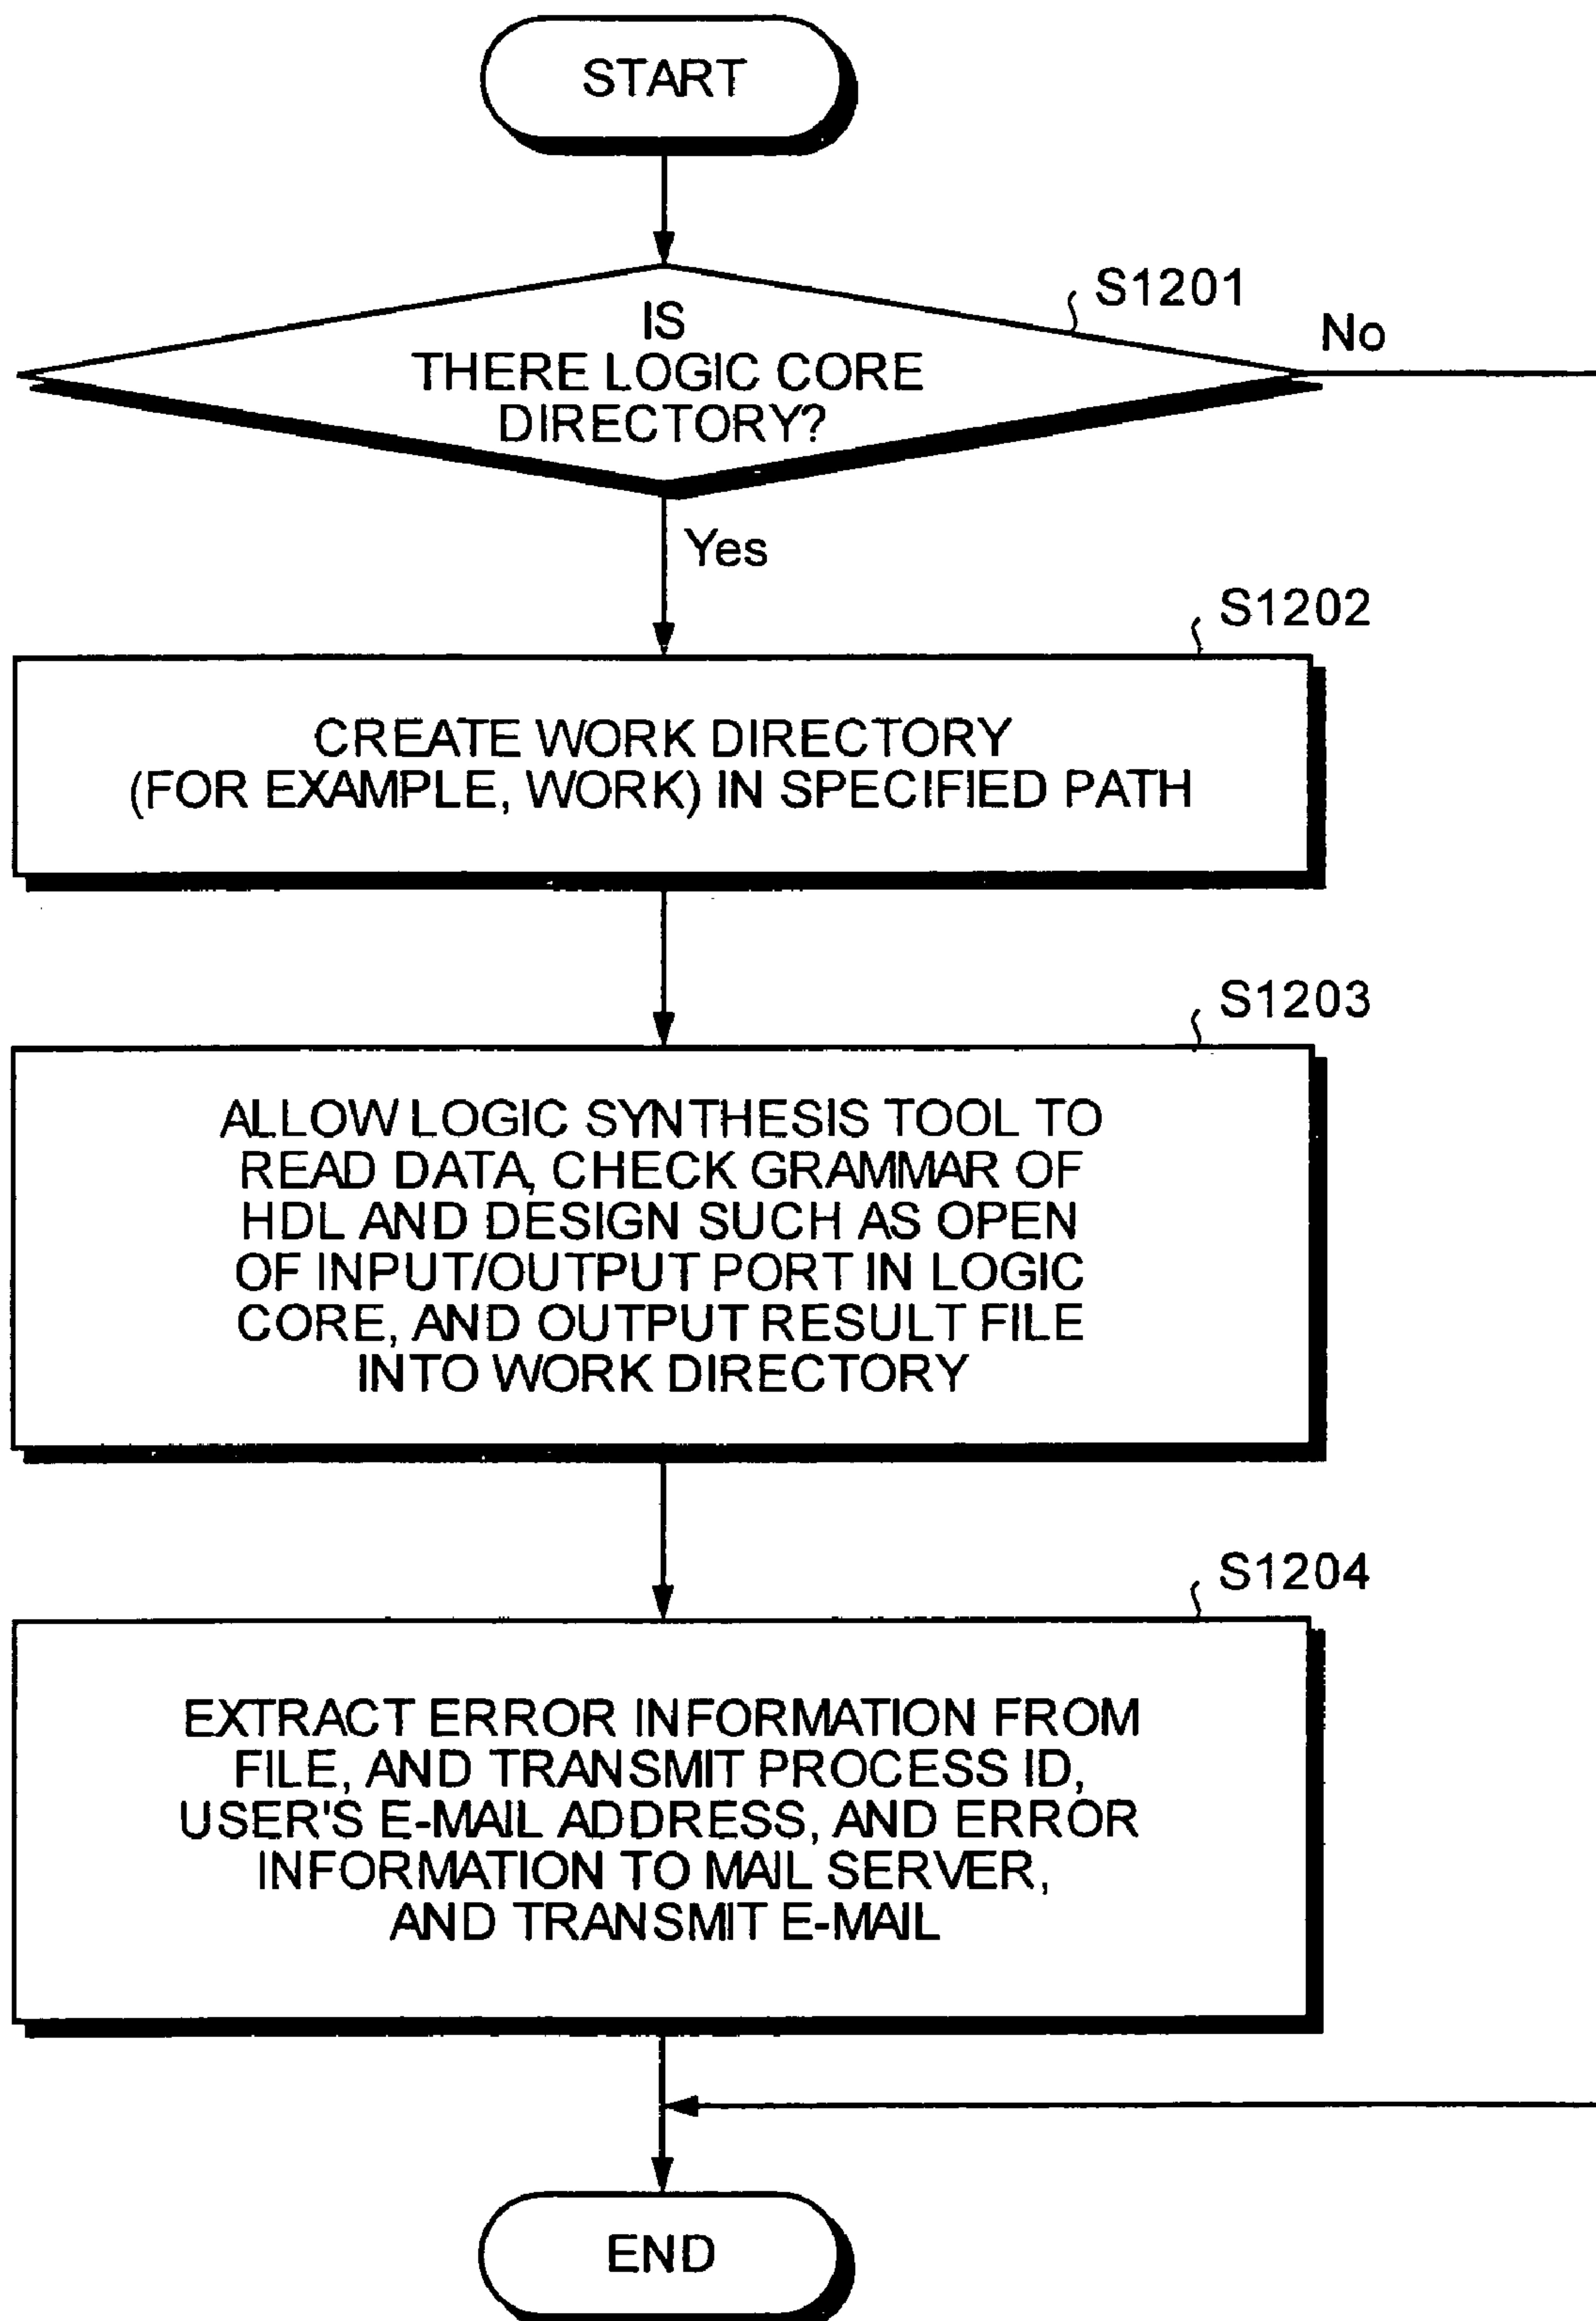 START
S1201
No
IS
THERE LOGIC CORE
DIRECTORY?
Yes
S1202
CREATE WORK DIRECTORY
(FOR EXAMPLE, WORK) IN SPECIFIED PATH
S1203
ALLOW LOGIC SYNTHESIS TOOL TO
READ DATA, CHECK GRAMMAR OF
HDL AND DESIGN SUCH AS OPEN
OF INPUT/OUTPUT PORT IN LOGIC
CORE, AND OUTPUT RESULT FILE
INTO WORK DIRECTORY
S1204
EXTRACT ERROR INFORMATION FROM
FILE, AND TRANSMIT PROCESS ID,
USER'S E-MAIL ADDRESS, AND ERROR
INFORMATION TO MAIL SERVER,
AND TRANSMIT E-MAIL
END